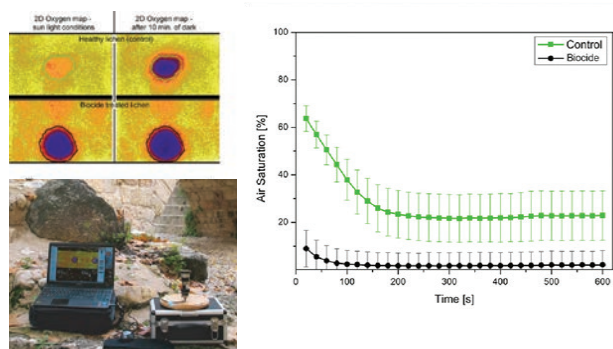 2D Oxygen map -
sun light conditions
2D Oxygen map -
after 10 min. of dark
Healthy lichen (control)
Biocide treated lichen
Control
Biocide
Air Saturation [%]
100
80
60
40
20
0
0
100
200
300
400
500
600
Time [s]